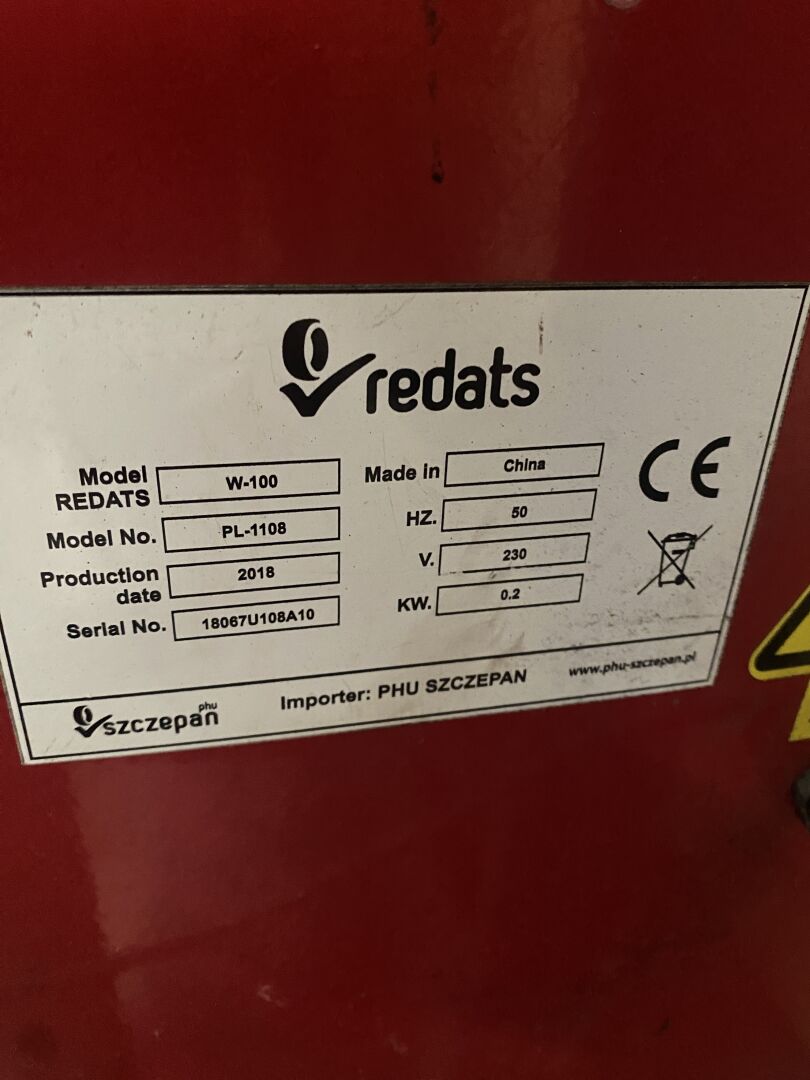 redats
Model REDATS W-100
Model No. PL-1108
Production date 2018
Serial No. 18067U108A10
Made in China
HZ. 50
V. 230
KW. 0,2
CE
phu
szczepan
Importer: PHU SZCZEPAN
www.phu-szczepan.pl